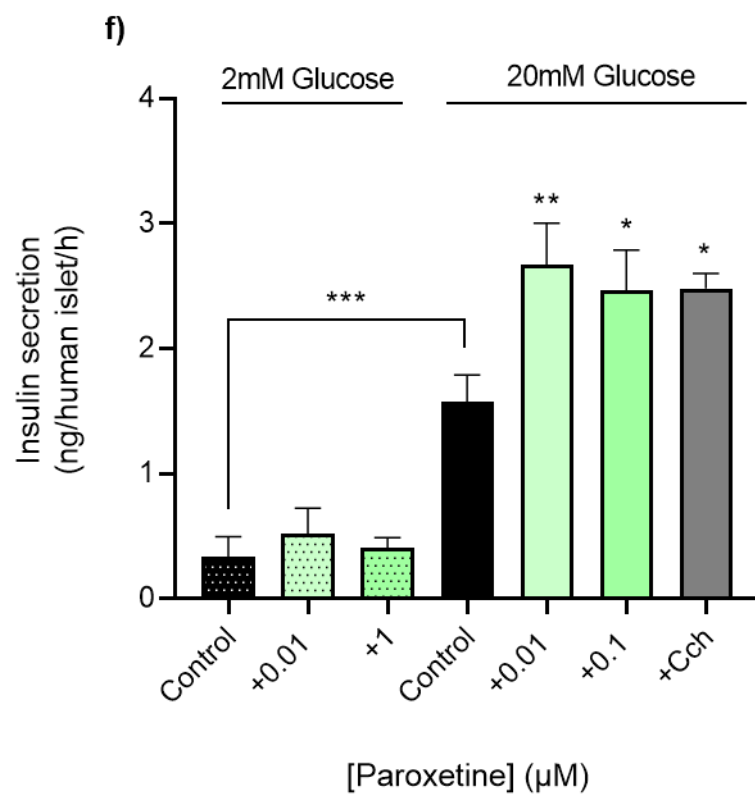 f)
2mM Glucose
20mM Glucose
4
3
2
1
0
Insulin secretion
(ng/human islet/h)
***
**
*
*
Control
+0.01
+1
Control
+0.01
+0.1
+Cch
[Paroxetine] (µM)